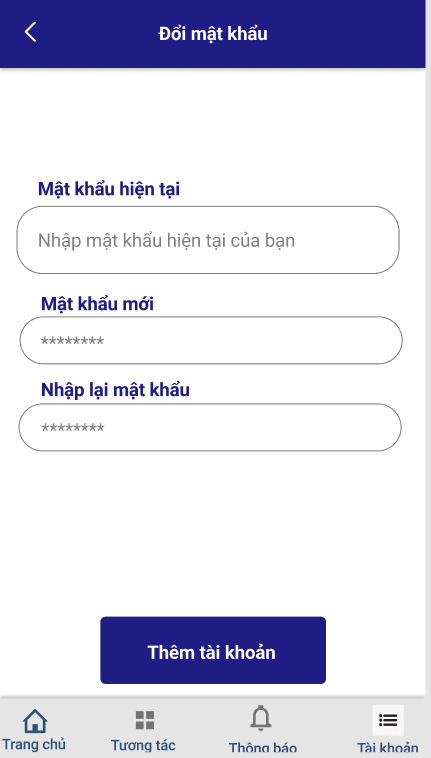 Đổi mật khẩu
Mật khẩu hiện tại
Nhập mật khẩu hiện tại của bạn
Mật khẩu mới
********
Nhập lại mật khẩu
********
Thêm tài khoản
Trang chủ
Tương tác
Thông báo
Tài khoản